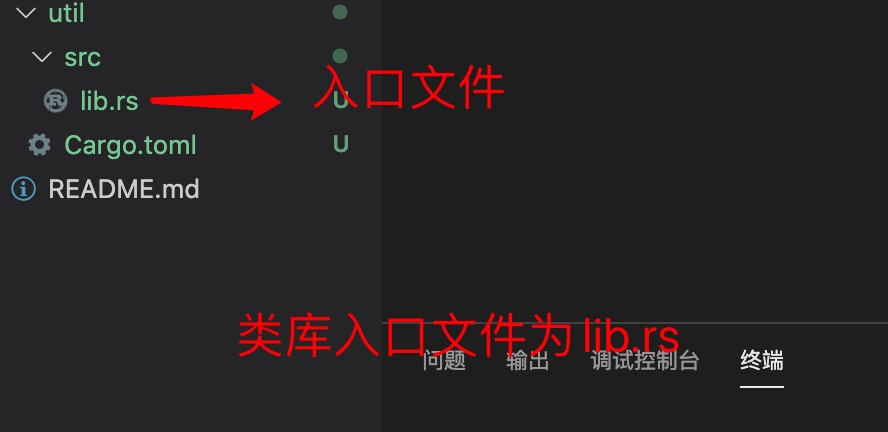 util
src
lib.rs
入口文件
U
Cargo.toml
U
README.md
类库入口文件为 lib.rs
问题 输出 调试控制台 终端